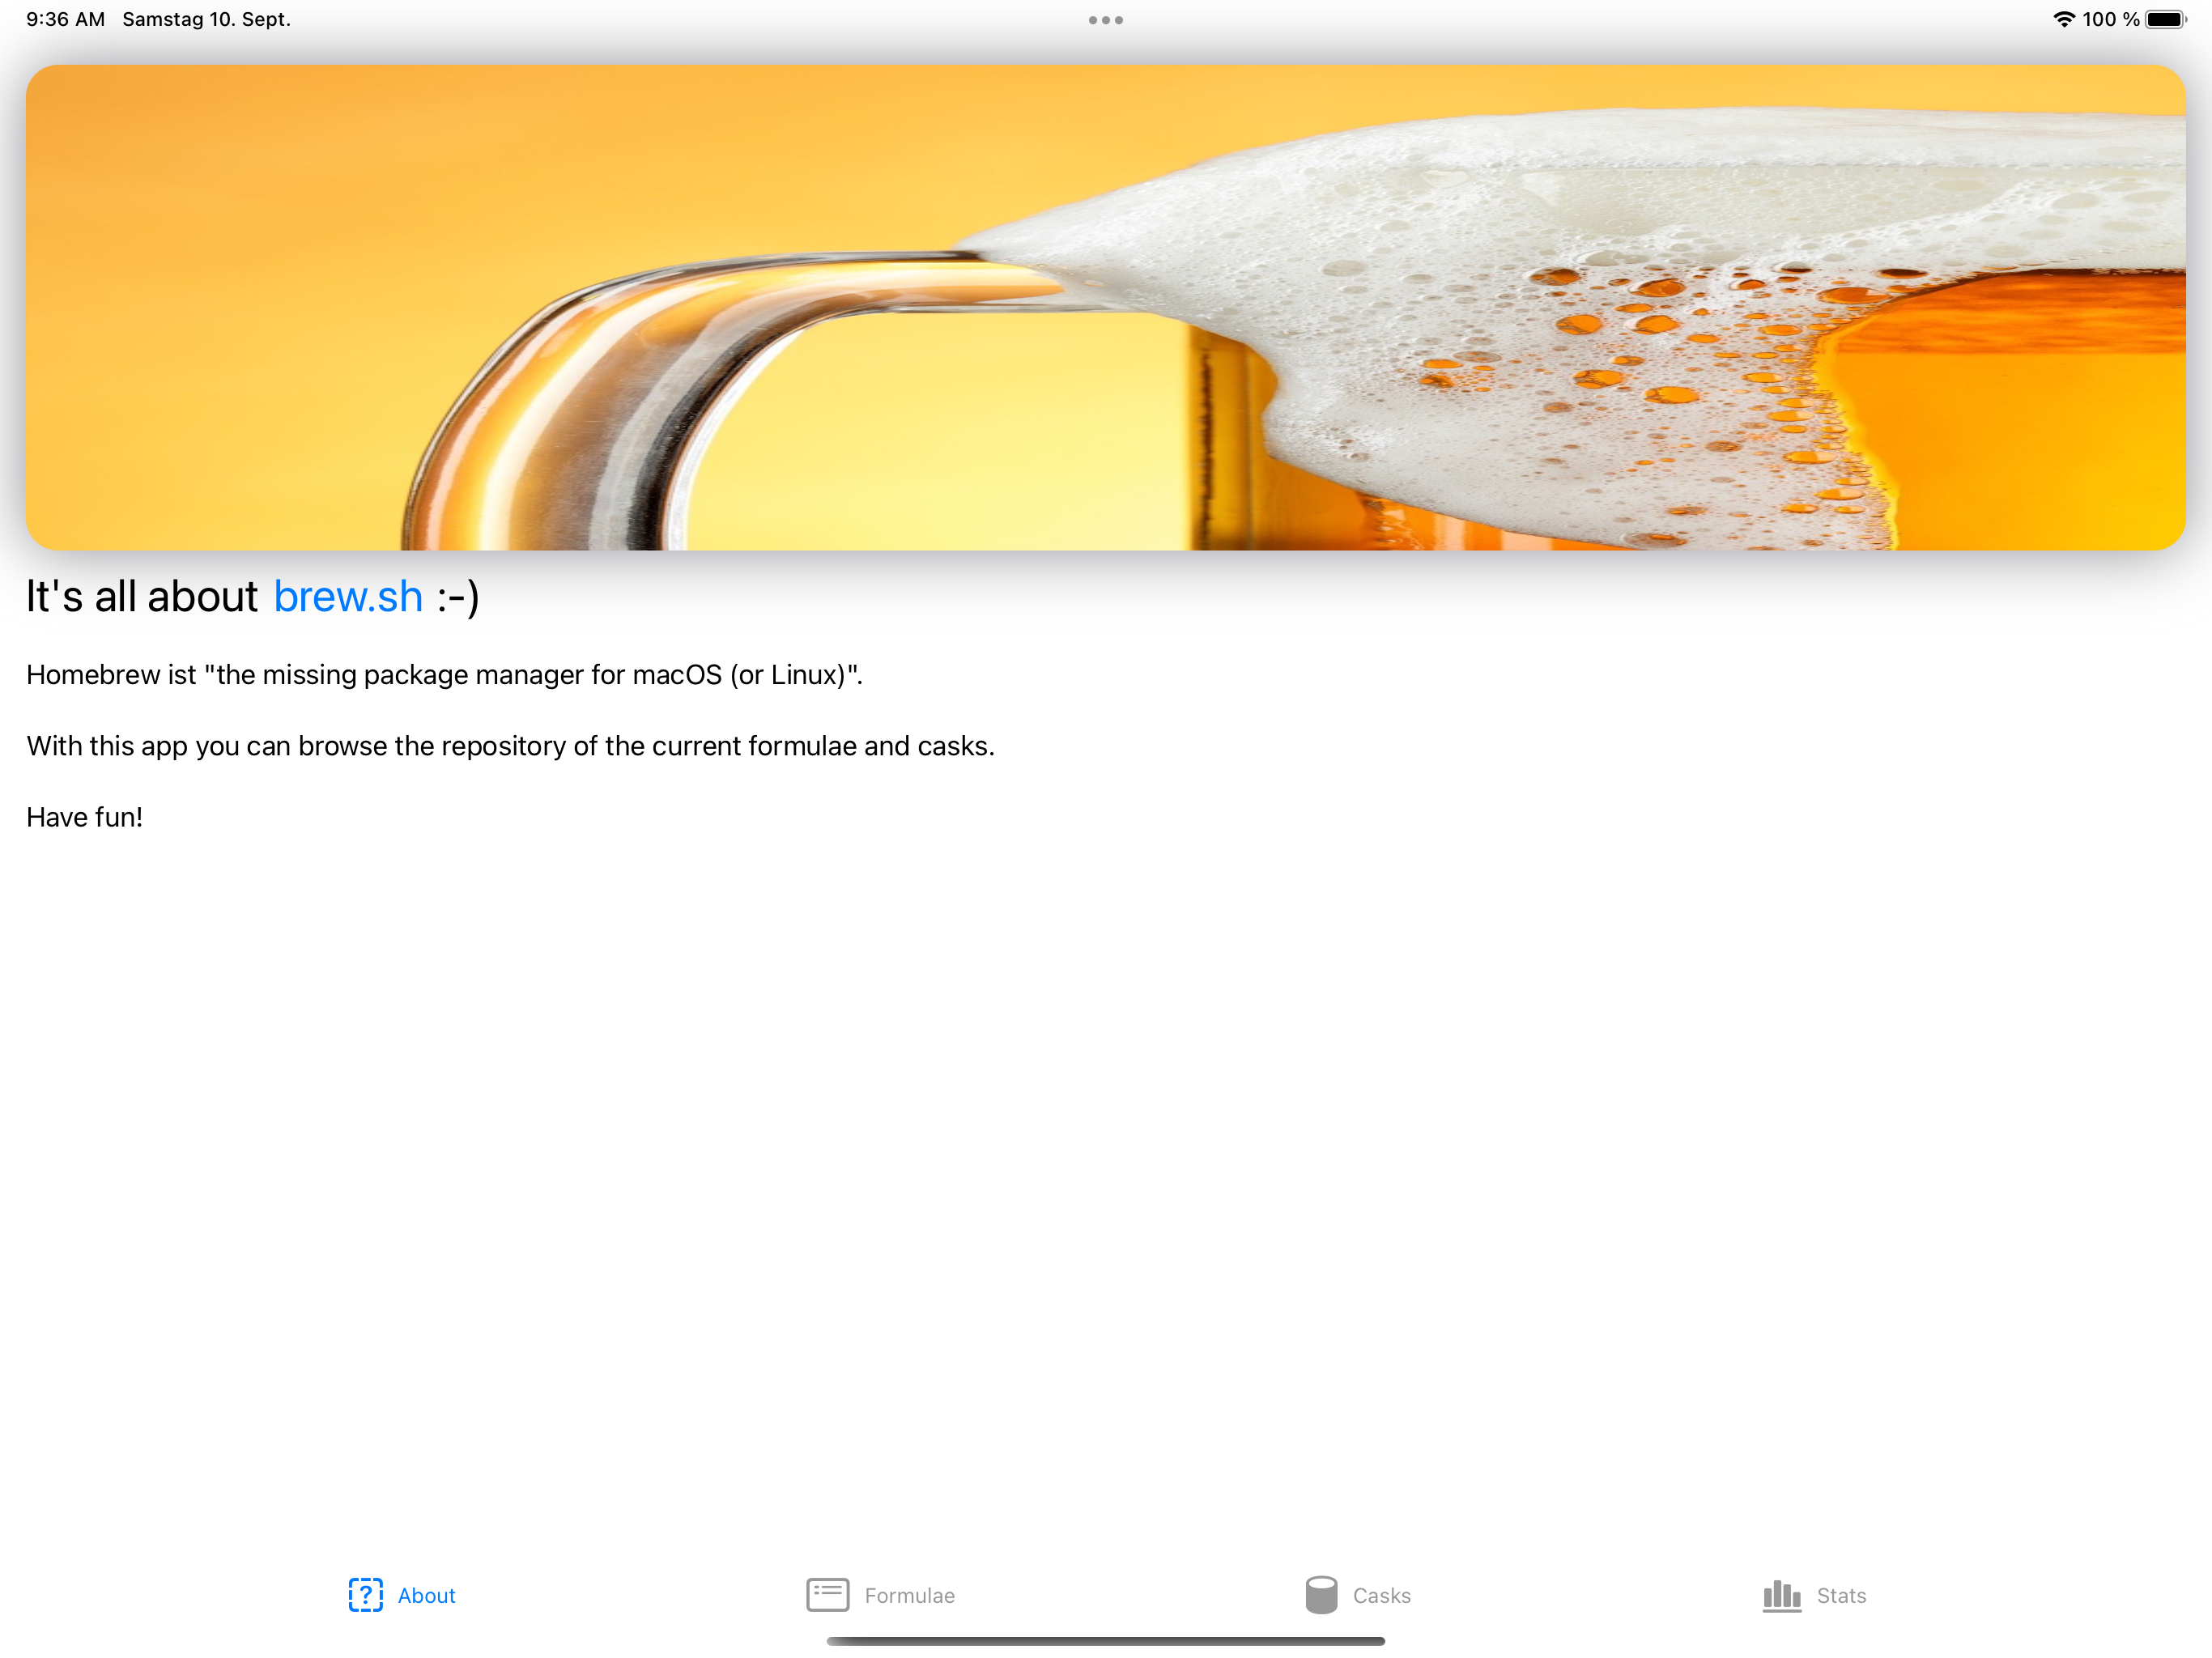 9:36 AM Samstag 10. Sept.
100 %
It's all about brew.sh :-)
Homebrew ist "the missing package manager for macOS (or Linux)".
With this app you can browse the repository of the current formulae and casks.
Have fun!
? About
Formulae
Casks
Stats